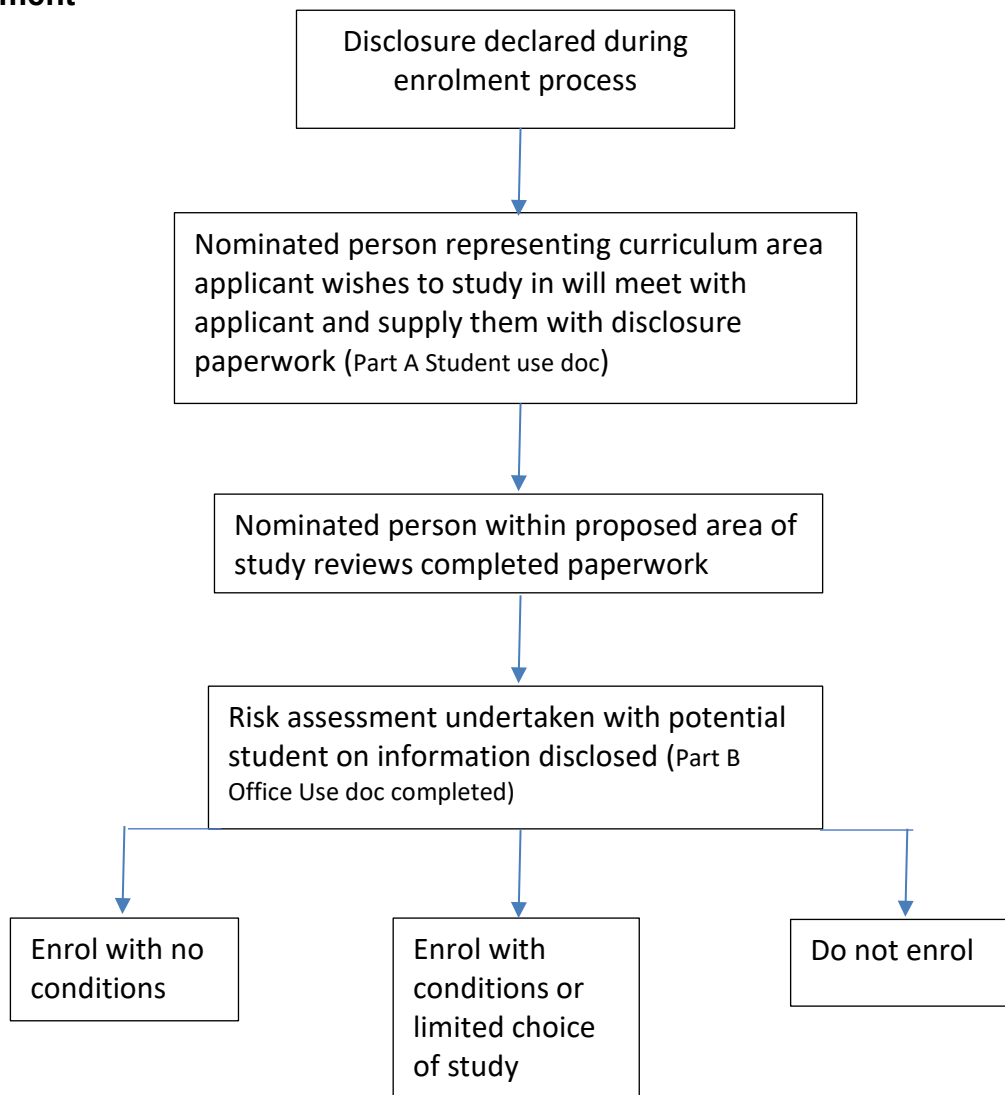 Disclosure declared during
enrolment process
Nominated person representing curriculum area
applicant wishes to study in will meet with
applicant and supply them with disclosure
paperwork (Part A Student use doc)
Nominated person within proposed area of
study reviews completed paperwork
Risk assessment undertaken with potential
student on information disclosed (Part B
Office Use doc completed)
Enrol with no
conditions
Enrol with
conditions or
limited choice
of study
Do not enrol